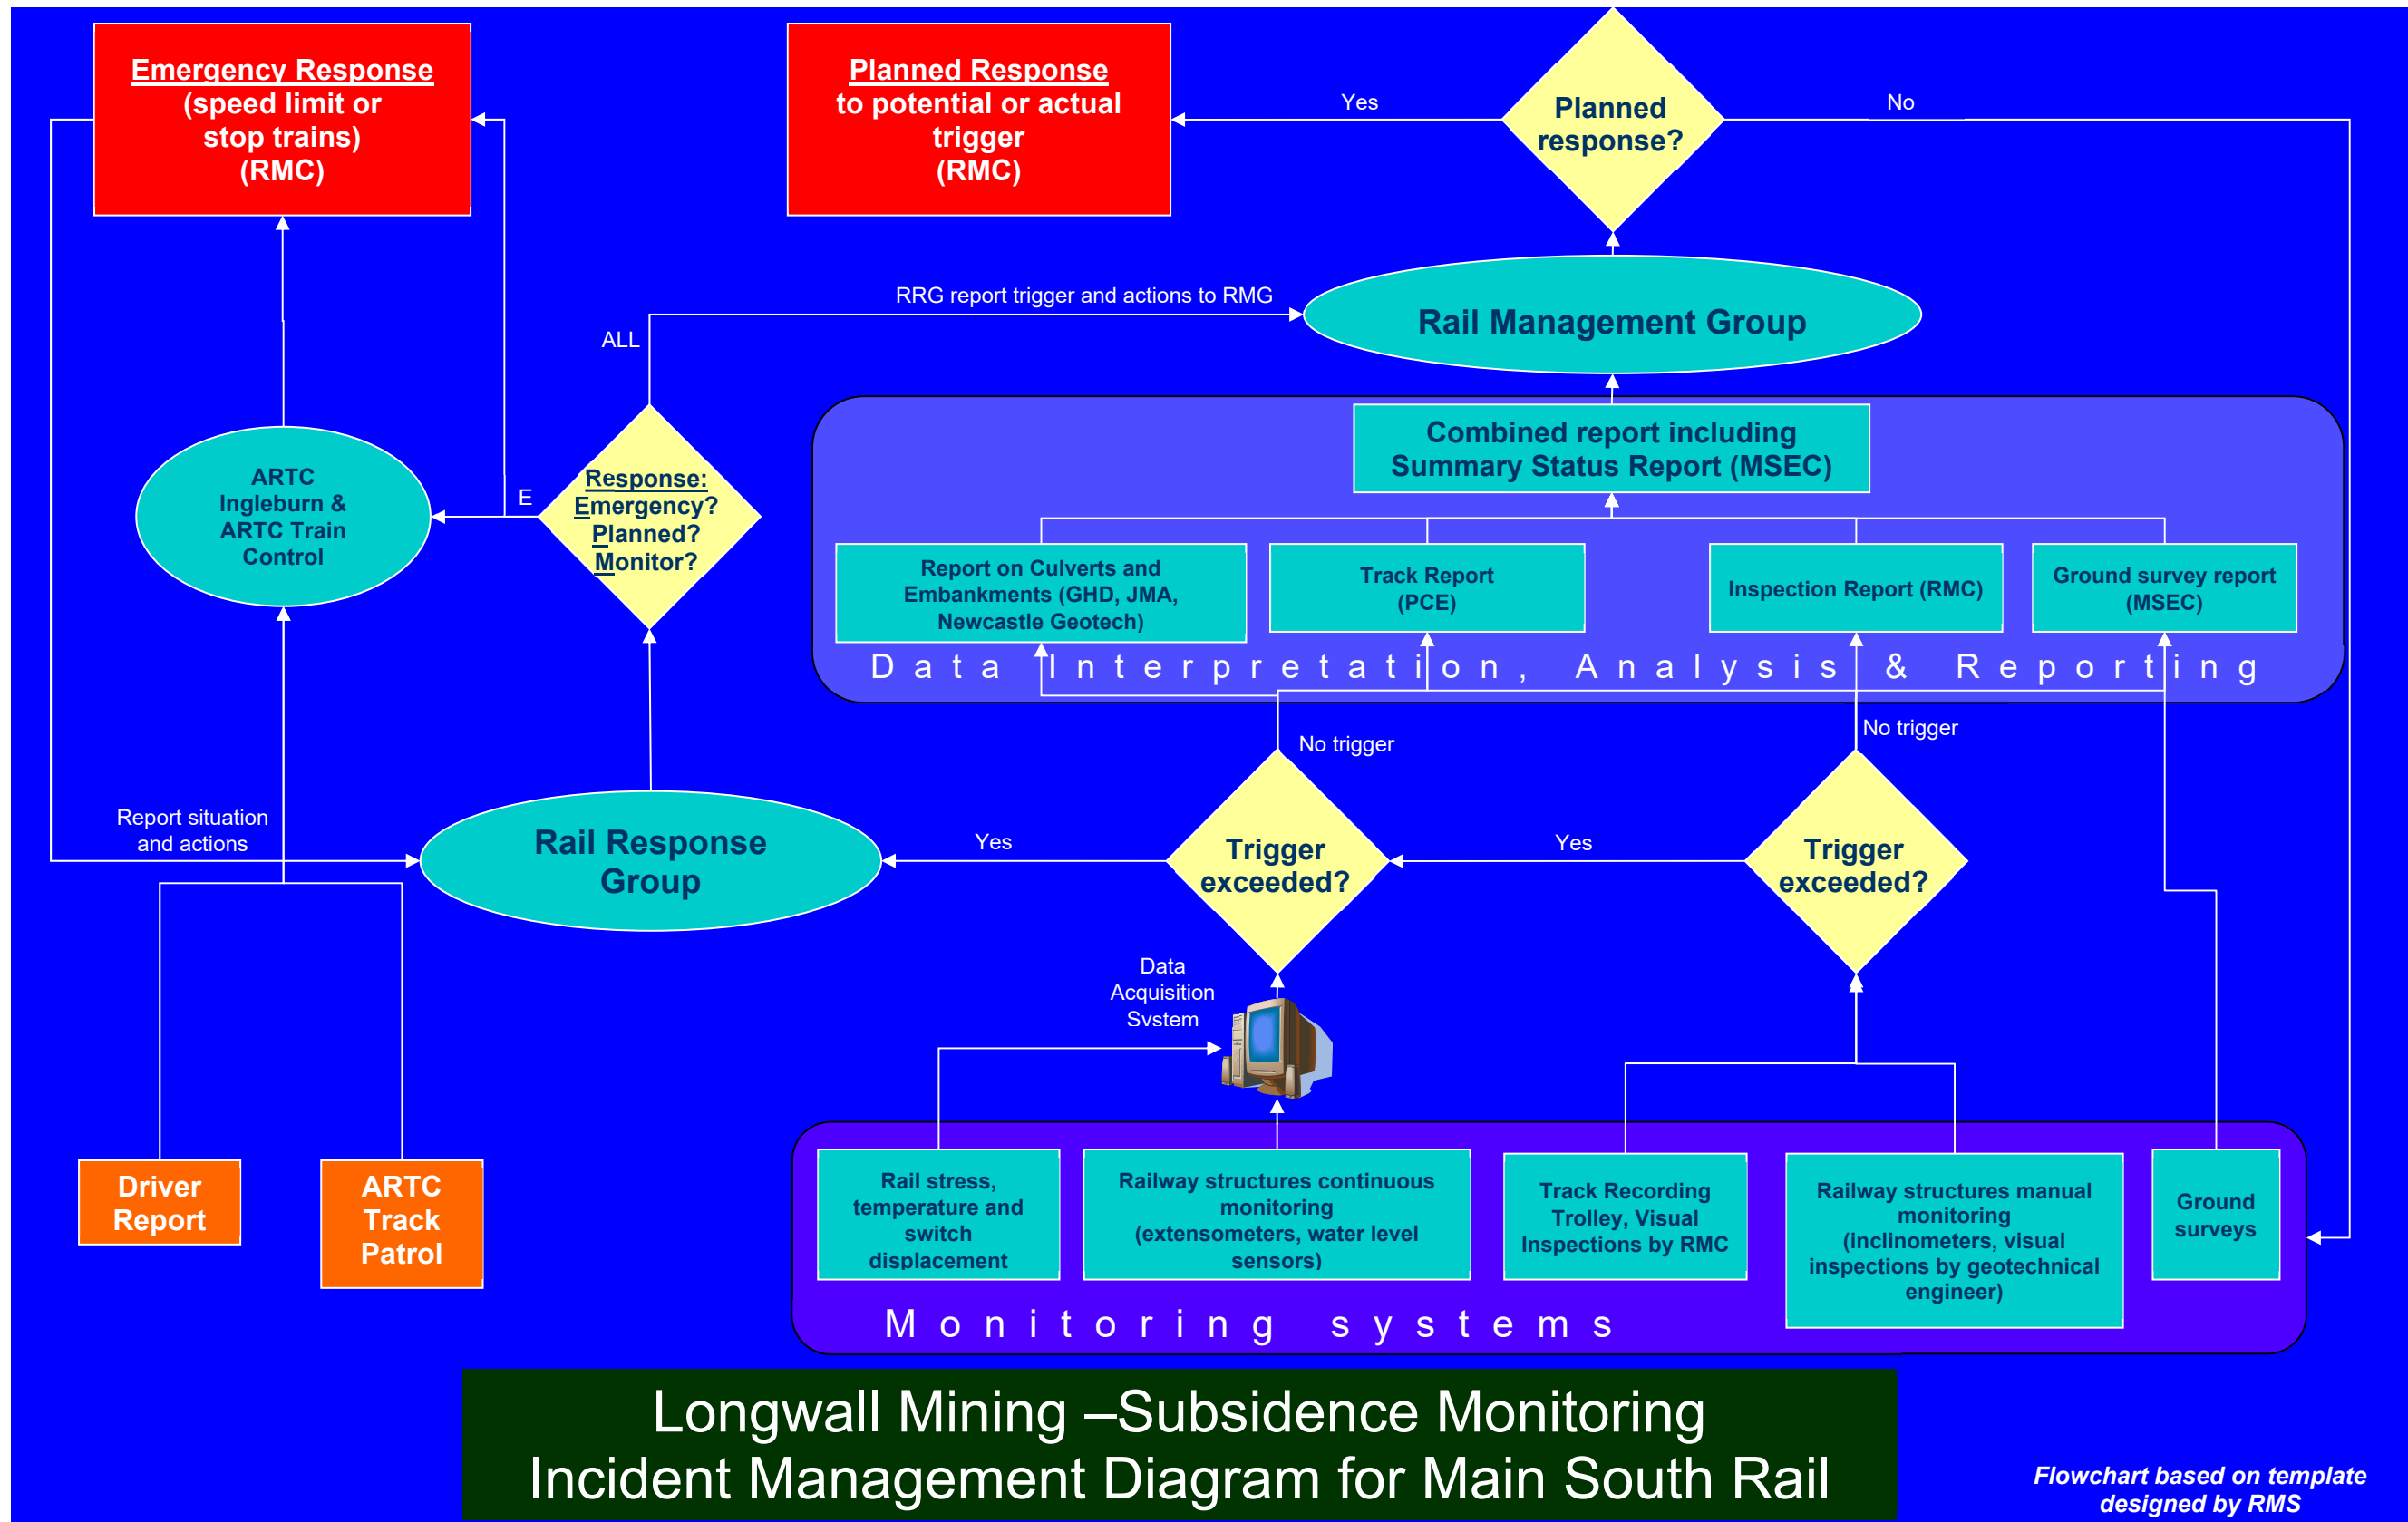 Emergency Response
(speed limit or
stop trains)
(RMC)
Planned Response
to potential or actual
trigger
(RMC)
Yes
Planned
response?
No
RRG report trigger and actions to RMG
Rail Management Group
ALL
Combined report including
Summary Status Report (MSEC)
ARTC
Ingleburn &
ARTC Train
Control
E
Response:
Emergency?
Planned?
Monitor?
Report on Culverts and
Embankments (GHD, JMA,
Newcastle Geotech)
Track Report
(PCE)
Inspection Report (RMC)
Ground survey report
(MSEC)
Data Interpretation, Analysis & Reporting
No trigger
No trigger
Report situation
and actions
Rail Response
Group
Yes
Trigger
exceeded?
Yes
Trigger
exceeded?
Data
Acquisition
System
Driver
Report
ARTC
Track
Patrol
Rail stress,
temperature and
switch
displacement
Railway structures continuous
monitoring
(extensometers, water level
sensors)
Track Recording
Trolley, Visual
Inspections by RMC
Railway structures manual
monitoring
(inclinometers, visual
inspections by geotechnical
engineer)
Ground
surveys
Monitoring systems
Longwall Mining –Subsidence Monitoring
Incident Management Diagram for Main South Rail
Flowchart based on template
designed by RMS